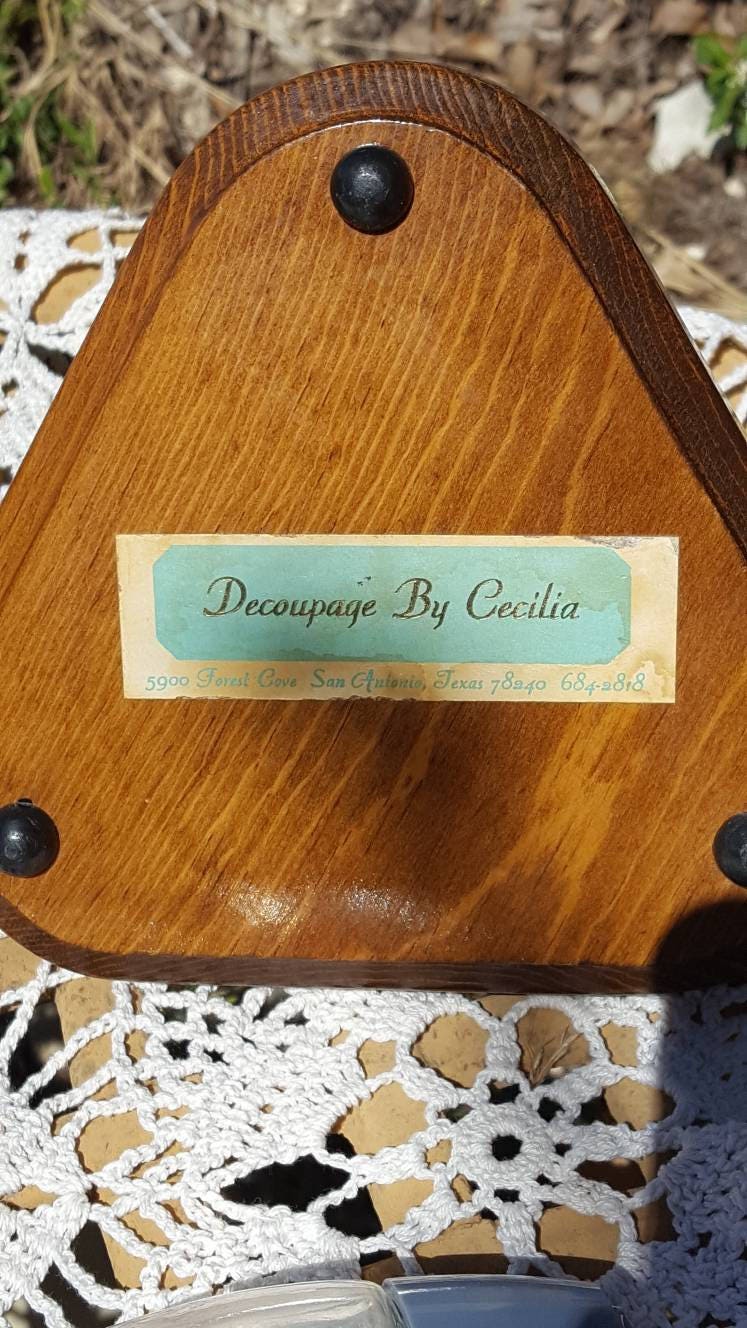 Decoupage By Cecilia
5900 Forest Cove San Antonio, Texas 78240 684-2818